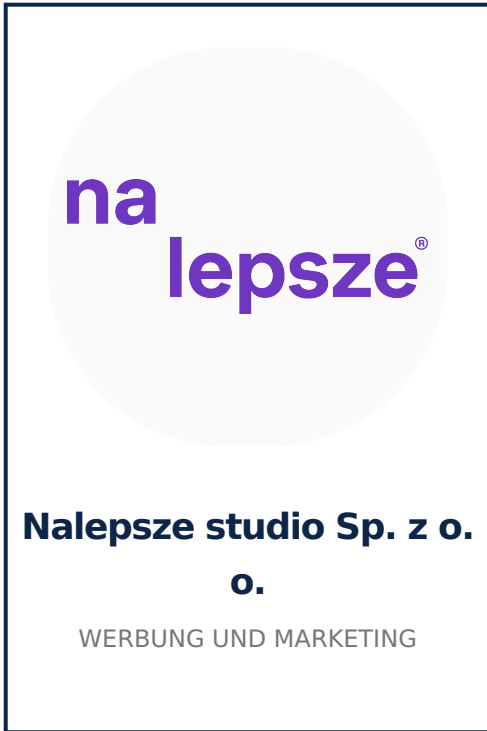 na
lepsze®
Nalepsze studio Sp. z o.
o.
WERBUNG UND MARKETING